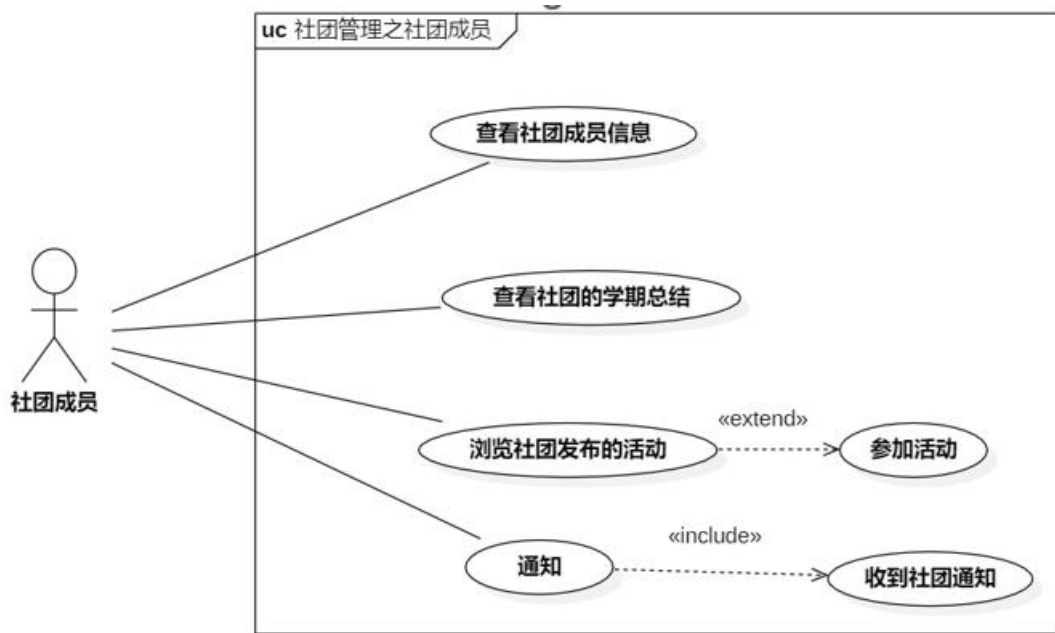 uc 社团管理之社团成员
查看社团成员信息
查看社团的学期总结
社团成员
«extend»
浏览社团发布的活动
参加活动
«include»
通知
收到社团通知